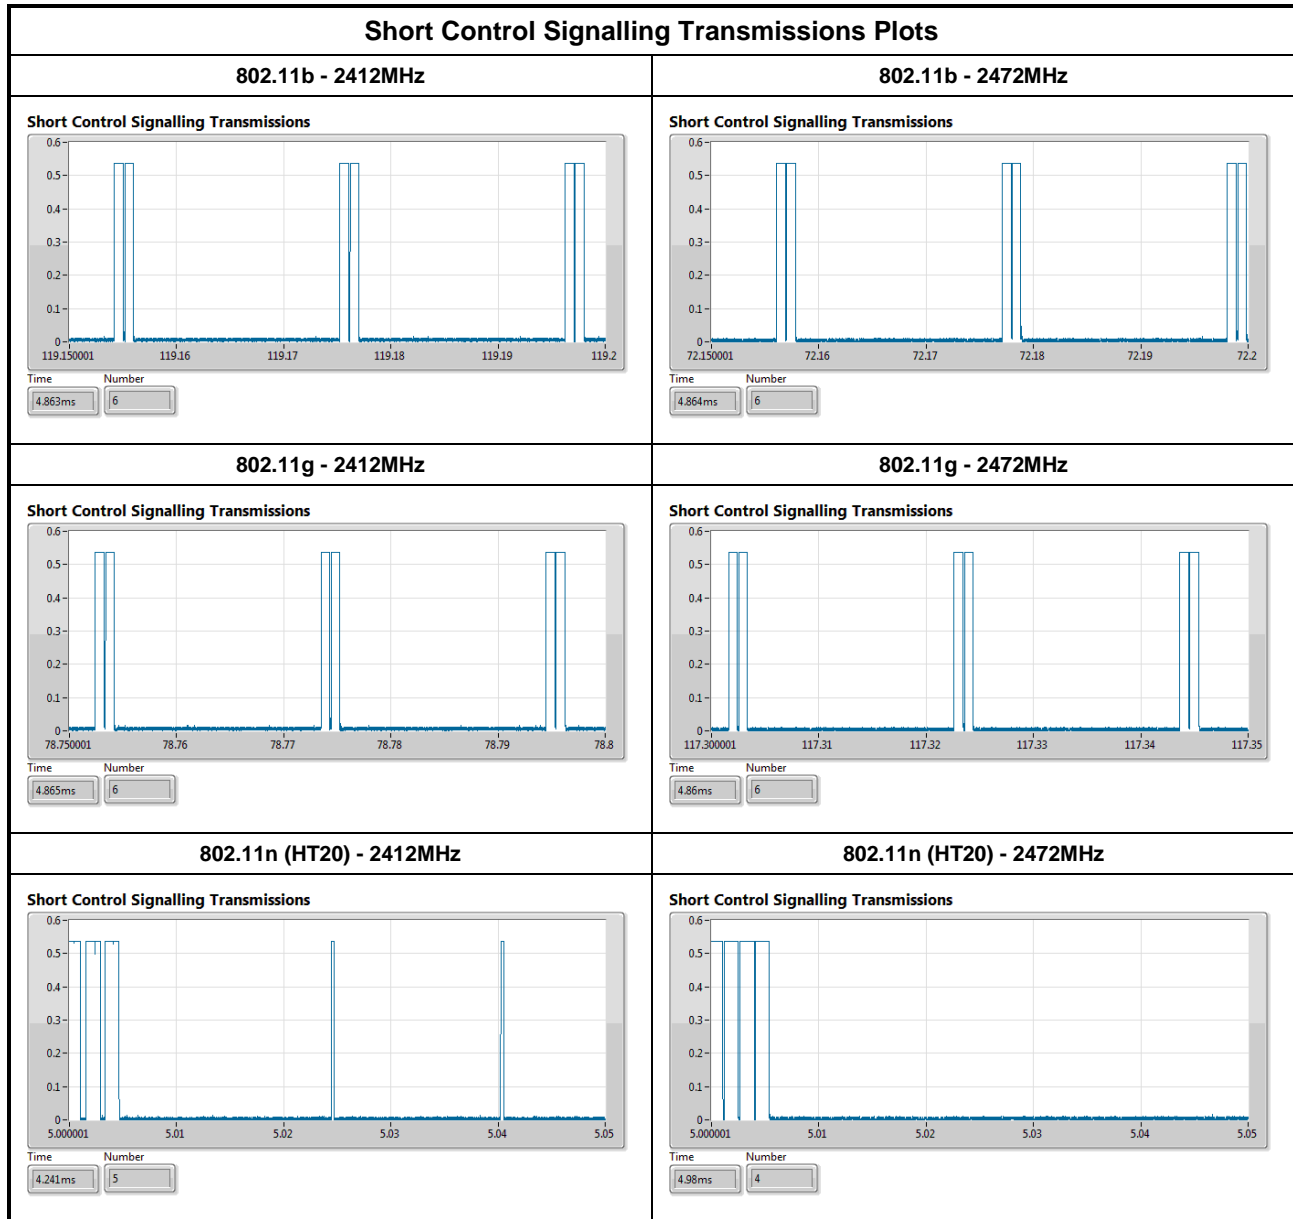 Short Control Signalling Transmissions Plots
802.11b - 2412MHz
802.11b - 2472MHz
Short Control Signalling Transmissions
0.6
0.5
0.4
0.3
0.2
0.1
0
119.150001 119.16 119.17 119.18 119.19 119.2
Time Number
4.863ms 6
Short Control Signalling Transmissions
0.6
0.5
0.4
0.3
0.2
0.1
0
72.150001 72.16 72.17 72.18 72.19 72.2
Time Number
4.864ms 6
802.11g - 2412MHz
802.11g - 2472MHz
Short Control Signalling Transmissions
0.6
0.5
0.4
0.3
0.2
0.1
0
78.750001 78.76 78.77 78.78 78.79 78.8
Time Number
4.865ms 6
Short Control Signalling Transmissions
0.6
0.5
0.4
0.3
0.2
0.1
0
117.300001 117.31 117.32 117.33 117.34 117.35
Time Number
4.86ms 6
802.11n (HT20) - 2412MHz
802.11n (HT20) - 2472MHz
Short Control Signalling Transmissions
0.6
0.5
0.4
0.3
0.2
0.1
0
5.000001 5.01 5.02 5.03 5.04 5.05
Time Number
4.241ms 5
Short Control Signalling Transmissions
0.6
0.5
0.4
0.3
0.2
0.1
0
5.000001 5.01 5.02 5.03 5.04 5.05
Time Number
4.98ms 4